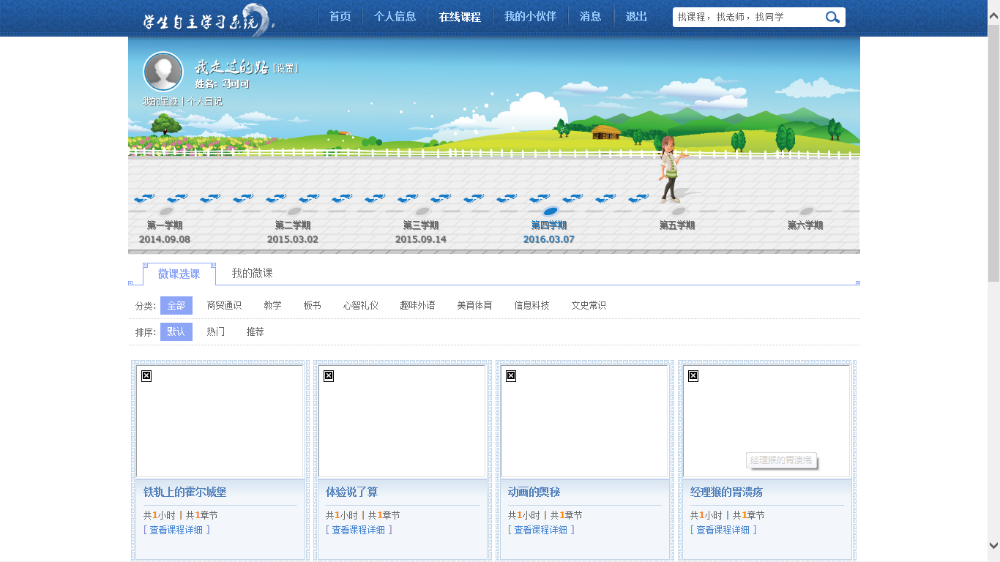 学生自主学习系统
首页 个人信息 在线课程 我的小伙伴 消息 退出 找课程，找老师，找同学
我走过的路 [设置]
姓名：冯可可
我的足迹 | 个人日记
第一学期 第二学期 第三学期 第四学期 第五学期 第六学期
2014.09.08 2015.03.02 2015.09.14 2016.03.07
微课选课 我的微课
分类: 全部 商贸通识 教学 板书 心智礼仪 趣味外语 美育体育 信息科技 文史常识
排序: 默认 热门 推荐
经理猴的胃溃疡
铁轨上的霍尔城堡 体验说了算 动画的奥秘 经理猴的胃溃疡
共1小时 | 共1章节 共1小时 | 共1章节 共1小时 | 共1章节 共1小时 | 共1章节
[ 查看课程详细 ] [ 查看课程详细 ] [ 查看课程详细 ] [ 查看课程详细 ]